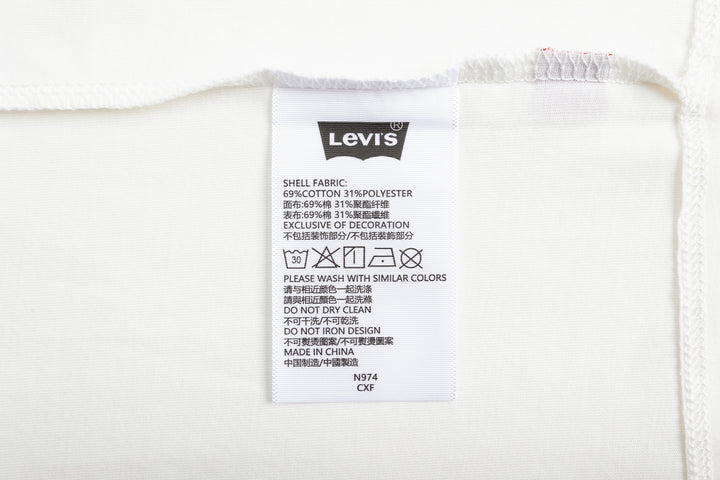 Levi's®
SHELL FABRIC:
69%COTTON 31%POLYESTER
面布:69%棉 31%聚酯纤维
表布:69%棉 31%聚酯纖維
EXCLUSIVE OF DECORATION
不包括装饰部分/不包括裝飾部分
30
PLEASE WASH WITH SIMILAR COLORS
请与相近颜色一起洗涤
請與相近顏色一起洗滌
DO NOT DRY CLEAN
不可干洗/不可乾洗
DO NOT IRON DESIGN
不可熨烫图案/不可熨燙圖案
MADE IN CHINA
中国制造/中國製造
N974
CXF